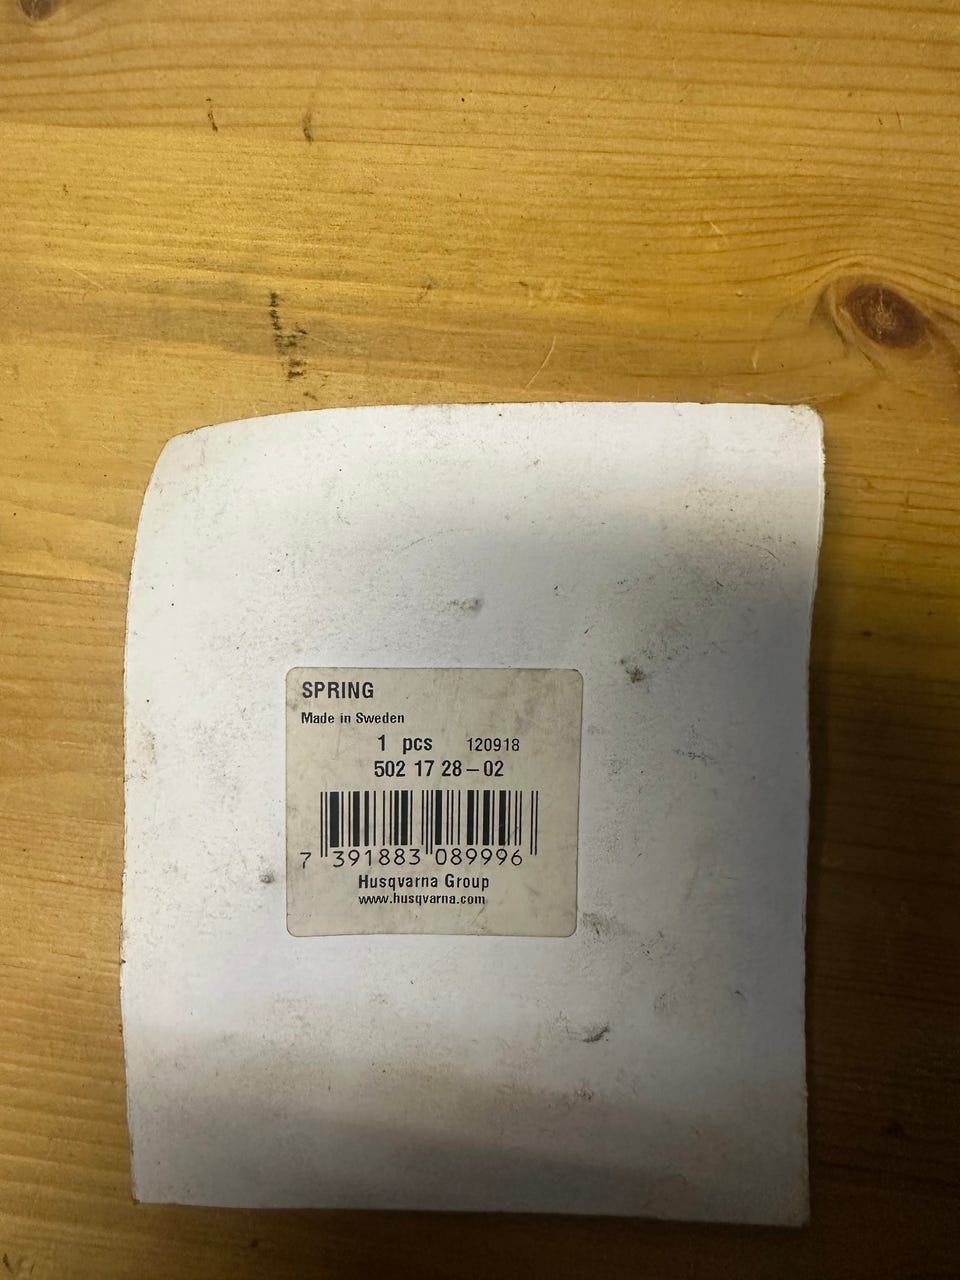 SPRING
Made in Sweden
1 pcs 120918
502 17 28-02
7 391883 089996
Husqvarna Group
www.husqvarna.com